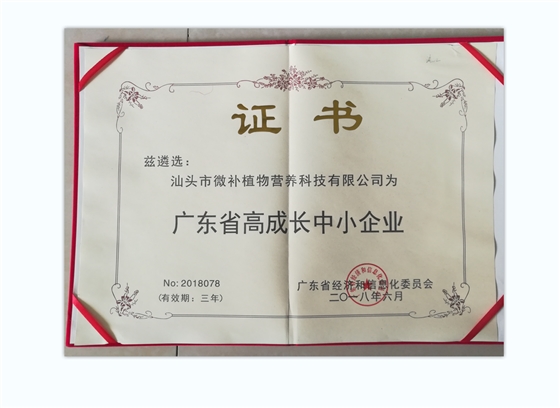 证书
兹遴选：
汕头市微补植物营养科技有限公司为
广东省高成长中小企业
No: 2018078
(有效期：三年)
广东省经济和信息化委员会
二〇一八年六月